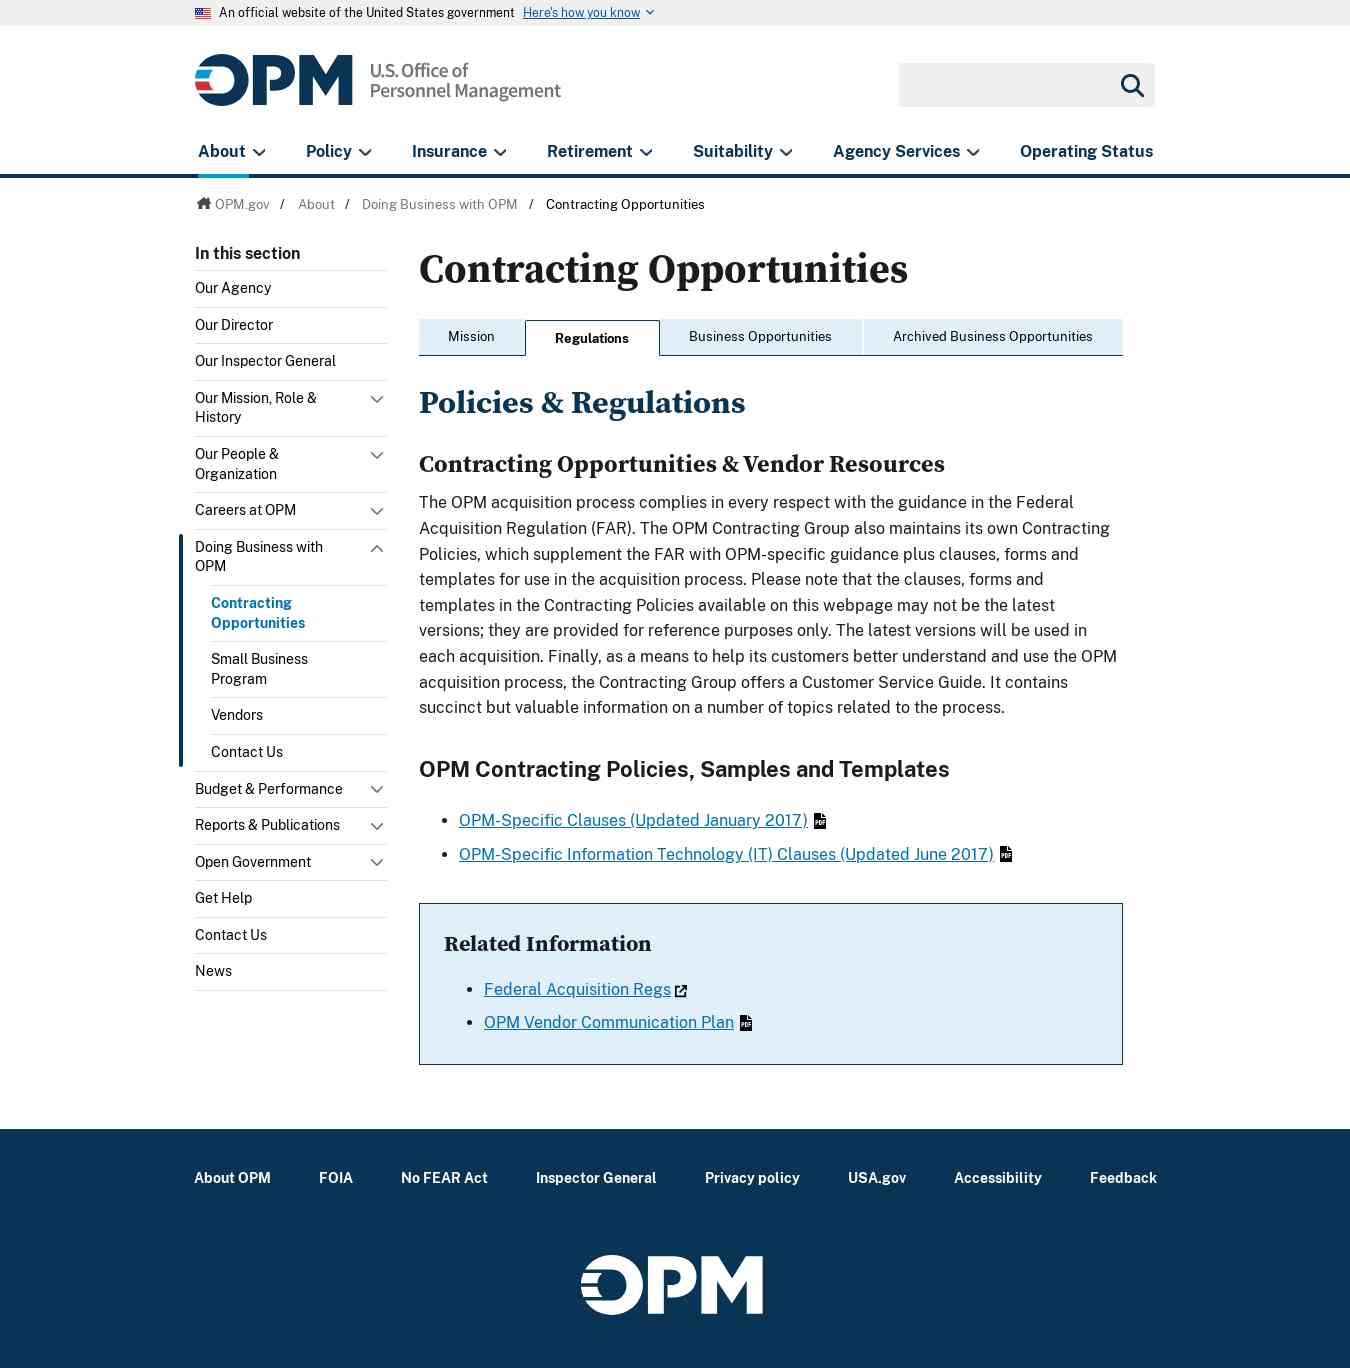 An official website of the United States government Here's how you know
OPM U.S. Office of
Personnel Management
About Policy Insurance Retirement Suitability Agency Services Operating Status
OPM.gov / About / Doing Business with OPM / Contracting Opportunities
In this section
Our Agency
Our Director
Our Inspector General
Our Mission, Role &
History
Our People &
Organization
Careers at OPM
Doing Business with
OPM
Contracting
Opportunities
Small Business
Program
Vendors
Contact Us
Budget & Performance
Reports & Publications
Open Government
Get Help
Contact Us
News
Contracting Opportunities
Mission Regulations Business Opportunities Archived Business Opportunities
Policies & Regulations
Contracting Opportunities & Vendor Resources
The OPM acquisition process complies in every respect with the guidance in the Federal
Acquisition Regulation (FAR). The OPM Contracting Group also maintains its own Contracting
Policies, which supplement the FAR with OPM-specific guidance plus clauses, forms and
templates for use in the acquisition process. Please note that the clauses, forms and
templates in the Contracting Policies available on this webpage may not be the latest
versions; they are provided for reference purposes only. The latest versions will be used in
each acquisition. Finally, as a means to help its customers better understand and use the OPM
acquisition process, the Contracting Group offers a Customer Service Guide. It contains
succinct but valuable information on a number of topics related to the process.
OPM Contracting Policies, Samples and Templates
• OPM-Specific Clauses (Updated January 2017) PDF
• OPM-Specific Information Technology (IT) Clauses (Updated June 2017) PDF
Related Information
• Federal Acquisition Regs
• OPM Vendor Communication Plan PDF
About OPM FOIA No FEAR Act Inspector General Privacy policy USA.gov Accessibility Feedback
OPM